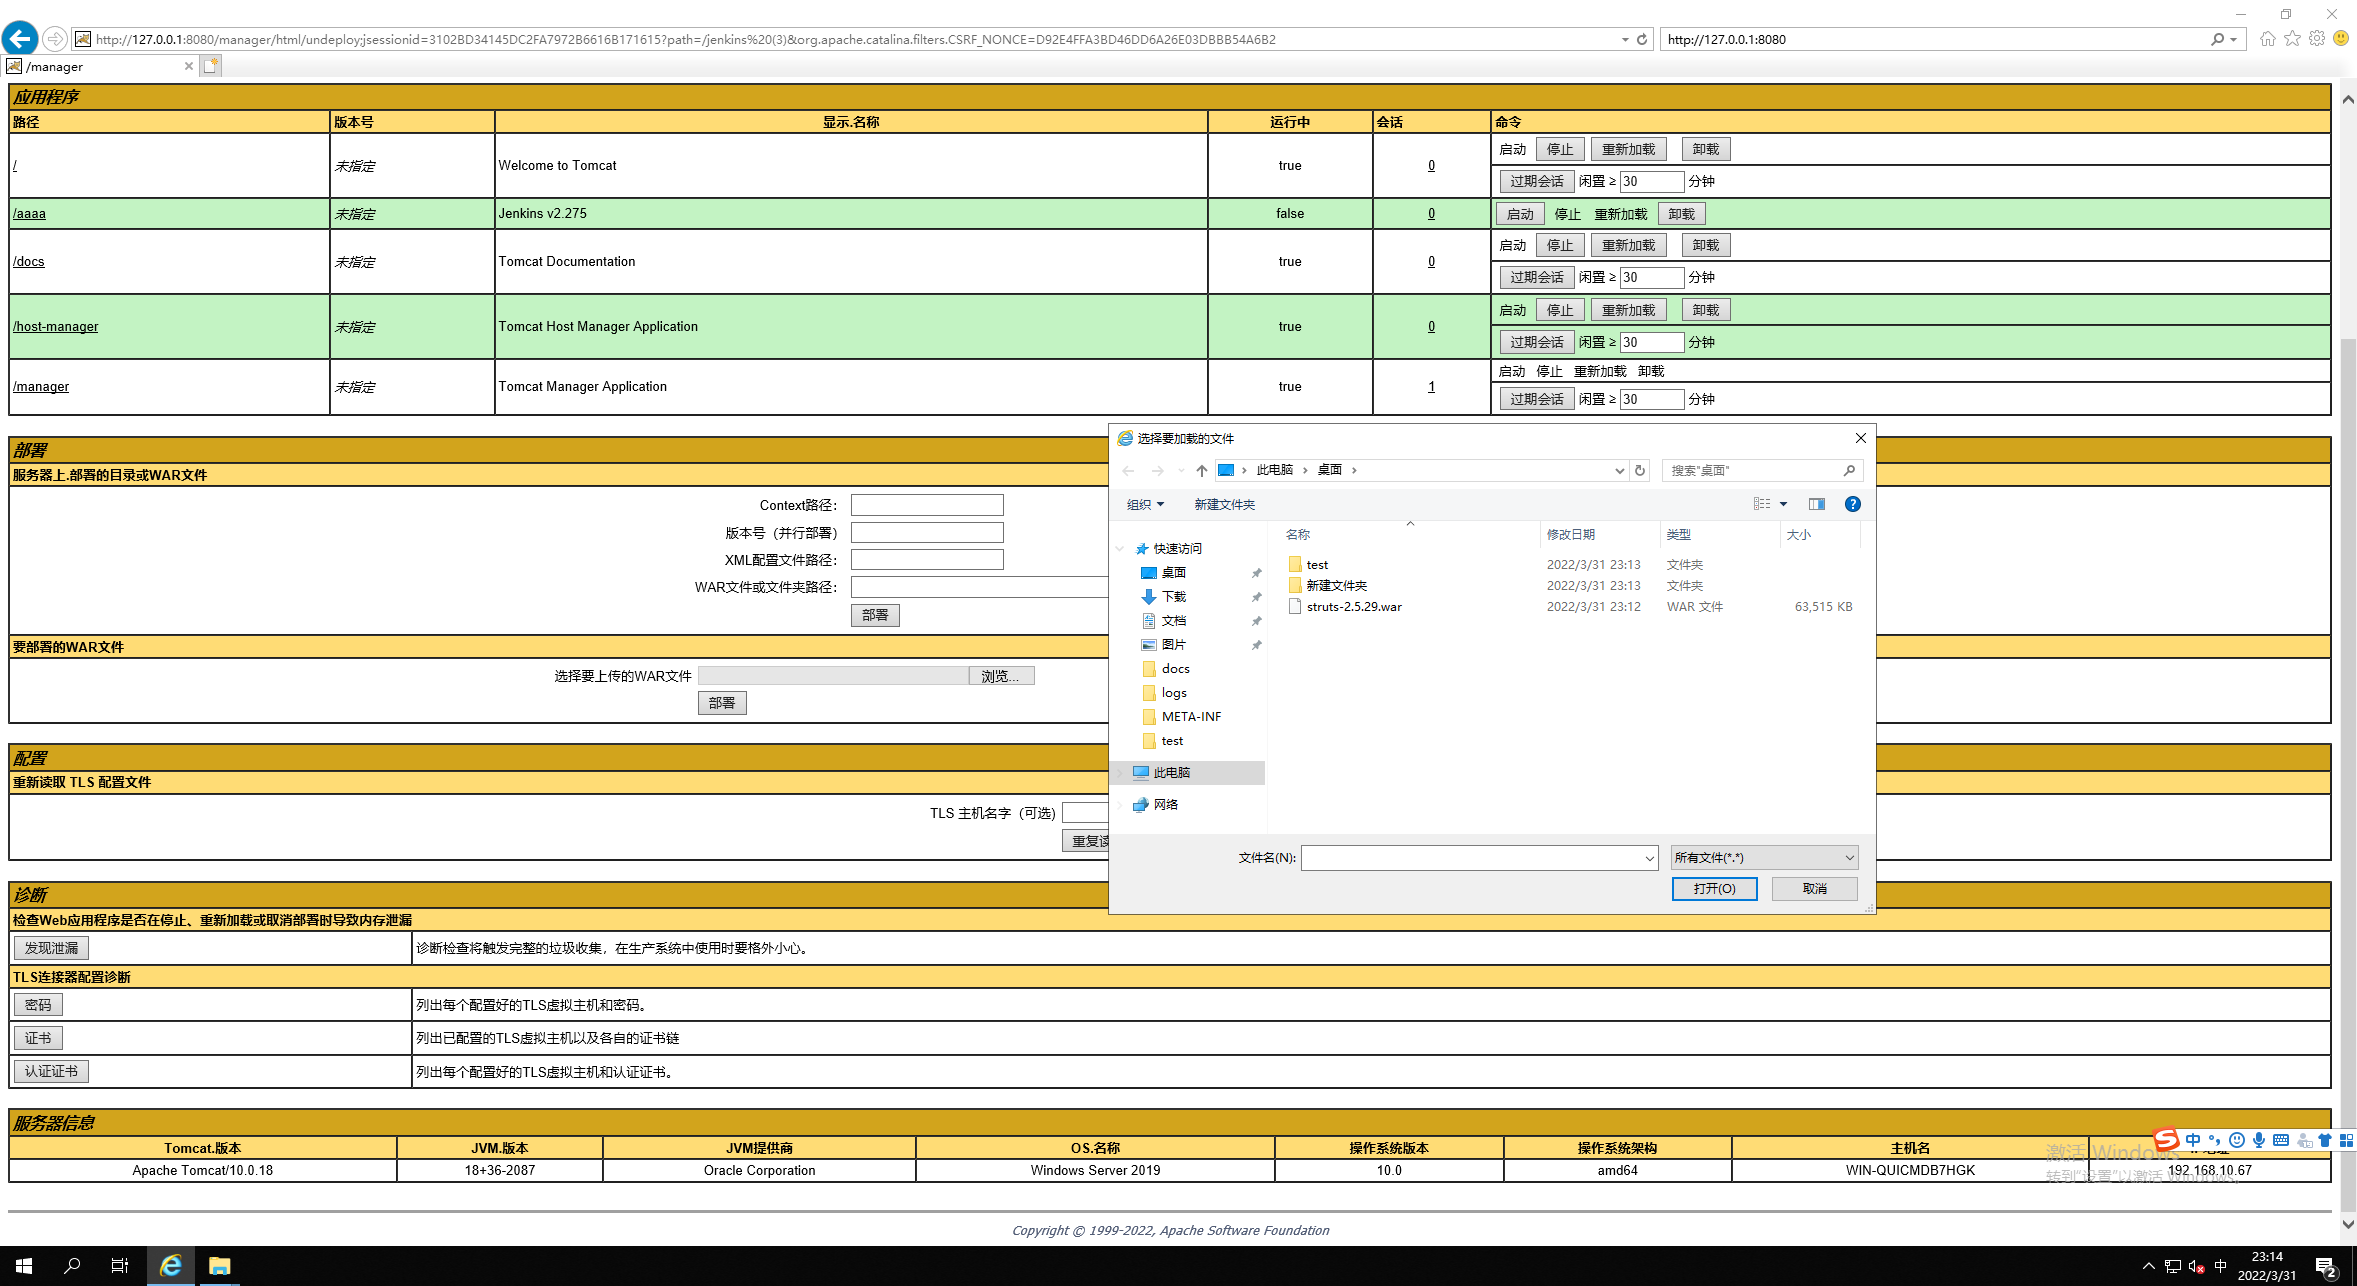 http://127.0.0.1:8080/manager/html/undeploy;jsessionid=3102BD34145DC2FA7972B6616B171615?path=/jenkins%20(3)&org.apache.catalina.filters.CSRF_NONCE=D92E4FFA3BD46DD6A26E03DBBB54A6B2
http://127.0.0.1:8080
/manager
应用程序
路径 版本号 显示.名称 运行中 会话 命令
/ 未指定 Welcome to Tomcat true 0 启动 停止 重新加载 卸载
过期会话 闲置 ≥ 30 分钟
/aaaa 未指定 Jenkins v2.275 false 0 启动 停止 重新加载 卸载
/docs 未指定 Tomcat Documentation true 0 启动 停止 重新加载 卸载
过期会话 闲置 ≥ 30 分钟
/host-manager 未指定 Tomcat Host Manager Application true 0 启动 停止 重新加载 卸载
过期会话 闲置 ≥ 30 分钟
/manager 未指定 Tomcat Manager Application true 1 启动 停止 重新加载 卸载
过期会话 闲置 ≥ 30 分钟
部署
服务器上.部署的目录或WAR文件
Context路径：
版本号（并行部署）
XML配置文件路径：
WAR文件或文件夹路径：
部署
要部署的WAR文件
选择要上传的WAR文件 浏览...
部署
配置
重新读取 TLS 配置文件
TLS 主机名字（可选)
重复读
选择要加载的文件
此电脑 桌面
搜索"桌面"
组织 新建文件夹
名称 修改日期 类型 大小
快速访问
桌面
下载
文档
图片
docs
logs
META-INF
test
此电脑
网络
test 2022/3/31 23:13 文件夹
新建文件夹 2022/3/31 23:13 文件夹
struts-2.5.29.war 2022/3/31 23:12 WAR 文件 63,515 KB
文件名(N): 所有文件(*.*)
打开(O) 取消
诊断
检查Web应用程序是否在停止、重新加载或取消部署时导致内存泄漏
发现泄漏 诊断检查将触发完整的垃圾收集，在生产系统中使用时要格外小心。
TLS连接器配置诊断
密码 列出每个配置好的TLS虚拟主机和密码。
证书 列出已配置的TLS虚拟主机以及各自的证书链
认证证书 列出每个配置好的TLS虚拟主机和认证证书。
服务器信息
Tomcat.版本 JVM.版本 JVM提供商 OS.名称 操作系统版本 操作系统架构 主机名
Apache Tomcat/10.0.18 18+36-2087 Oracle Corporation Windows Server 2019 10.0 amd64 WIN-QUICMDB7HGK 192.168.10.67
激活 Windows
转到"设置"以激活 Windows。
中
Copyright © 1999-2022, Apache Software Foundation
中
23:14
2022/3/31
2